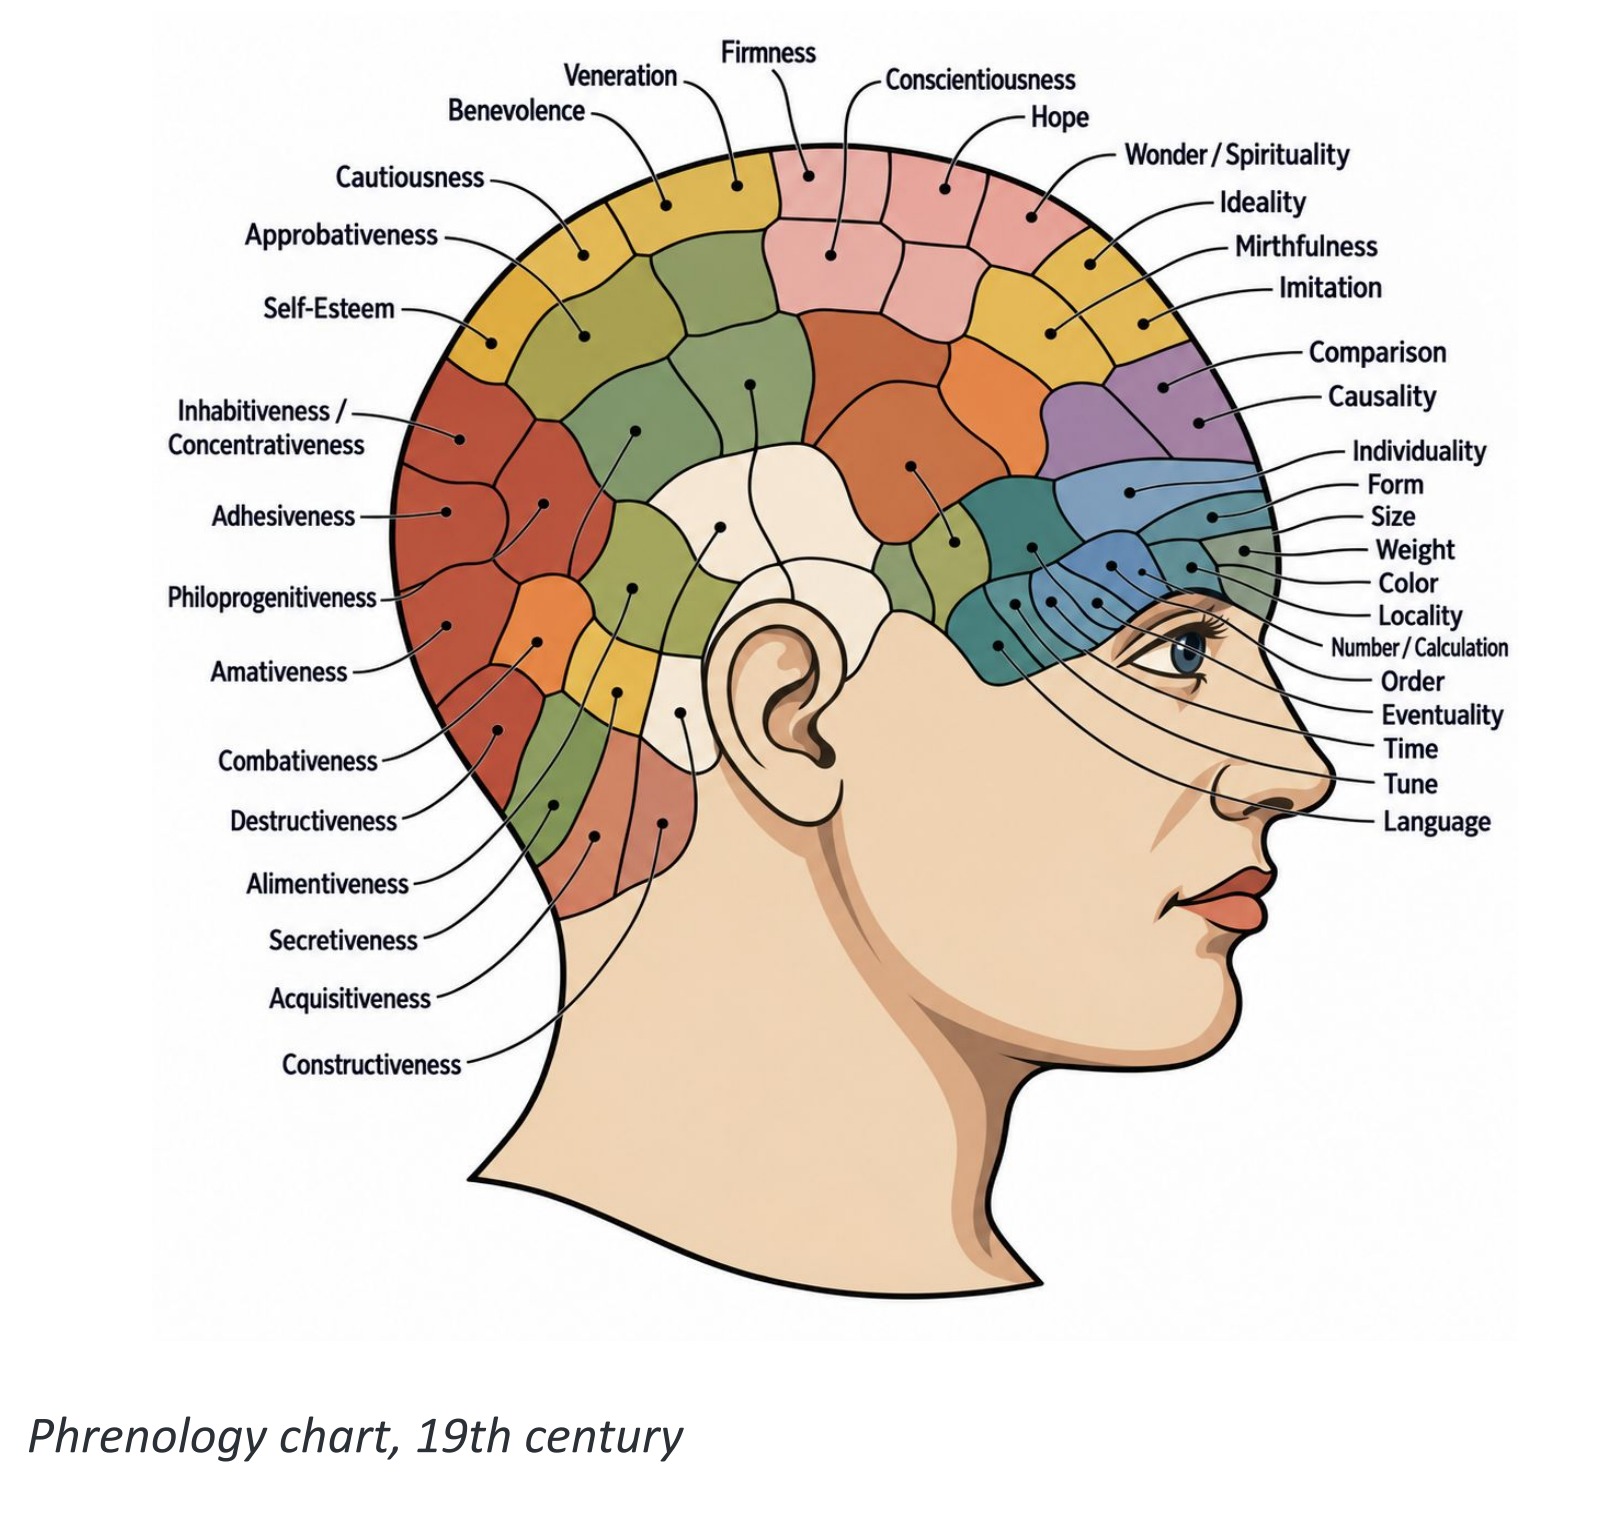 Firmness
Veneration
Conscientiousness
Benevolence
Hope
Wonder / Spirituality
Cautiousness
Ideality
Approbativeness
Mirthfulness
Imitation
Self-Esteem
Comparison
Causality
Inhabitiveness /
Concentrativeness
Individuality
Form
Adhesiveness
Size
Weight
Color
Philoprogenitiveness
Locality
Number / Calculation
Amativeness
Order
Eventuality
Time
Combativeness
Tune
Destructiveness
Language
Alimentiveness
Secretiveness
Acquisitiveness
Constructiveness
Phrenology chart, 19th century